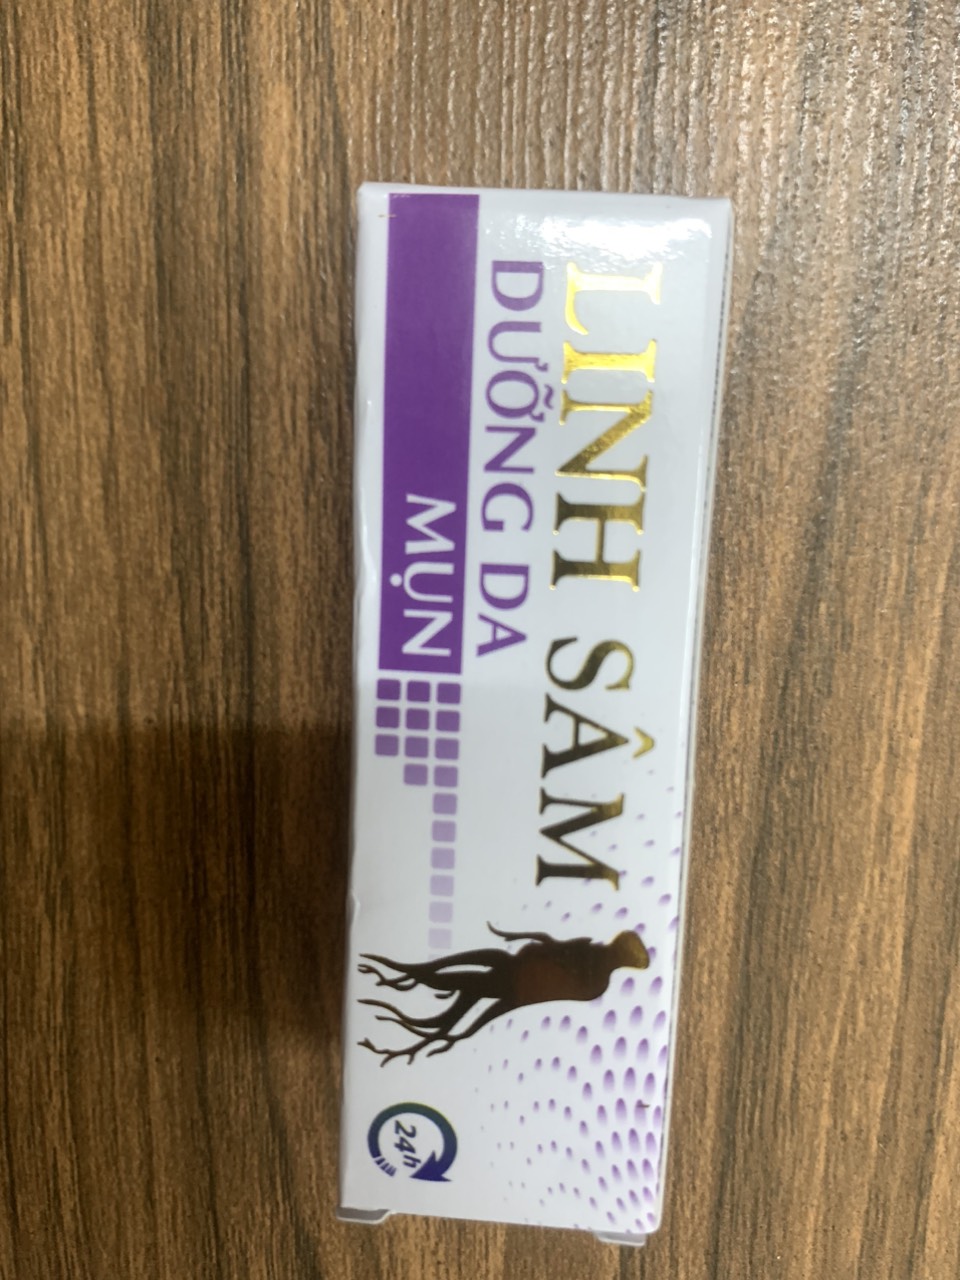 LINH SÂM
DƯỠNG DA
MỤN
24h